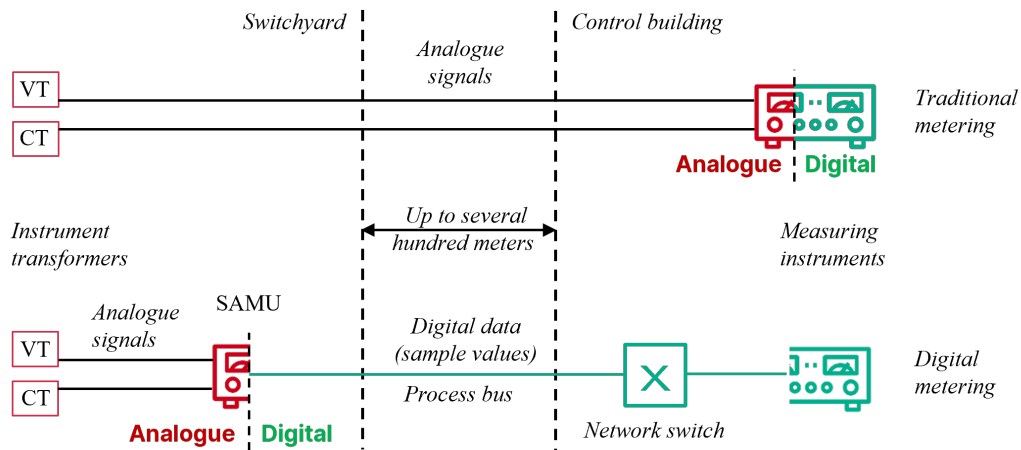 Switchyard
Control building
Analogue
signals
VT
CT
Traditional
metering
Analogue
Digital
Up to several
hundred meters
Instrument
transformers
Measuring
instruments
SAMU
Analogue
signals
VT
CT
Digital data
(sample values)
Process bus
X
Digital
metering
Analogue
Digital
Network switch